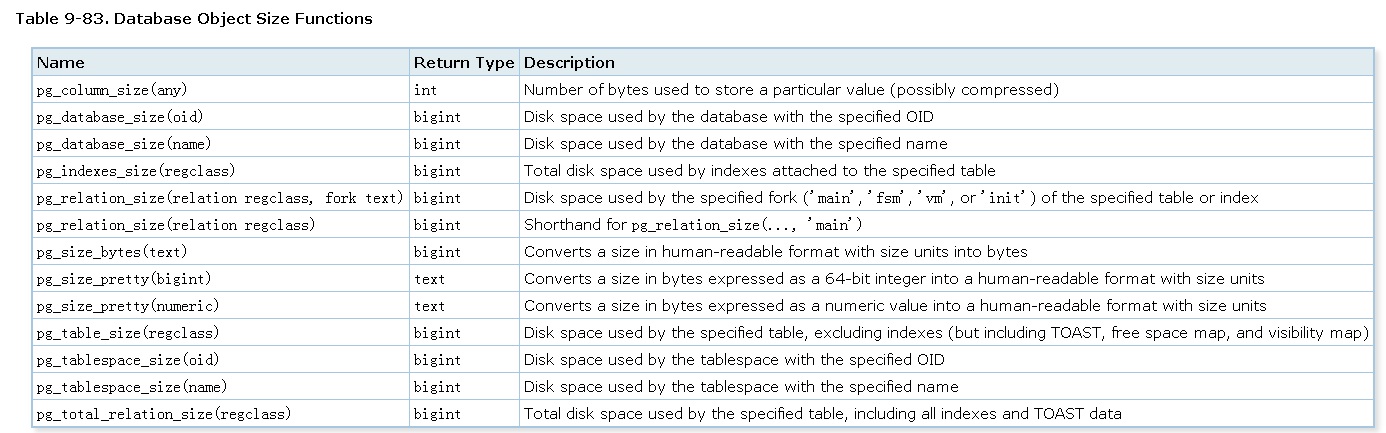 Table 9-83. Database Object Size Functions
Name Return Type Description
pg_column_size(any) int Number of bytes used to store a particular value (possibly compressed)
pg_database_size(oid) bigint Disk space used by the database with the specified OID
pg_database_size(name) bigint Disk space used by the database with the specified name
pg_indexes_size(regclass) bigint Total disk space used by indexes attached to the specified table
pg_relation_size(relation regclass, fork text) bigint Disk space used by the specified fork ('main', 'fsm', 'vm', or 'init') of the specified table or index
pg_relation_size(relation regclass) bigint Shorthand for pg_relation_size(..., 'main')
pg_size_bytes(text) bigint Converts a size in human-readable format with size units into bytes
pg_size_pretty(bigint) text Converts a size in bytes expressed as a 64-bit integer into a human-readable format with size units
pg_size_pretty(numeric) text Converts a size in bytes expressed as a numeric value into a human-readable format with size units
pg_table_size(regclass) bigint Disk space used by the specified table, excluding indexes (but including TOAST, free space map, and visibility map)
pg_tablespace_size(oid) bigint Disk space used by the tablespace with the specified OID
pg_tablespace_size(name) bigint Disk space used by the tablespace with the specified name
pg_total_relation_size(regclass) bigint Total disk space used by the specified table, including all indexes and TOAST data